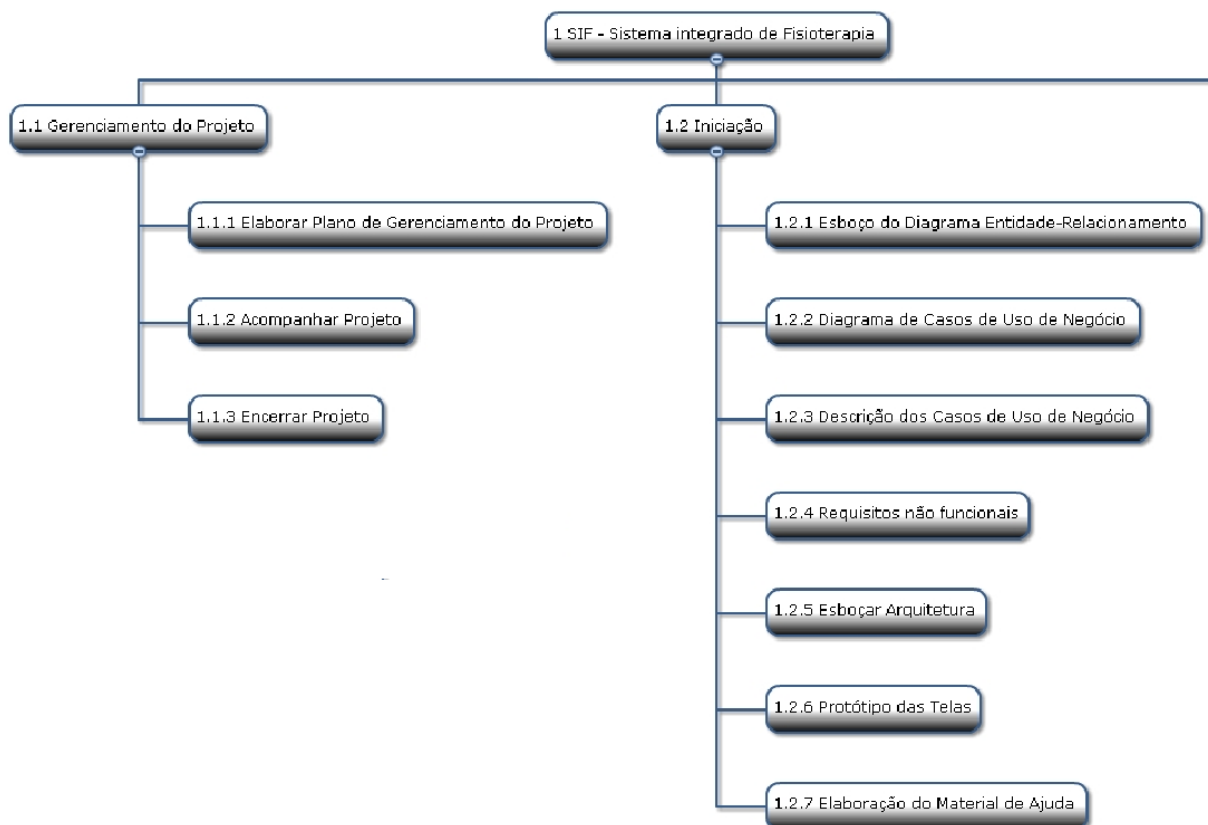 1 SIF - Sistema integrado de Fisioterapia
1.1 Gerenciamento do Projeto
1.1.1 Elaborar Plano de Gerenciamento do Projeto
1.1.2 Acompanhar Projeto
1.1.3 Encerrar Projeto
1.2 Iniciação
1.2.1 Esboço do Diagrama Entidade-Relacionamento
1.2.2 Diagrama de Casos de Uso de Negócio
1.2.3 Descrição dos Casos de Uso de Negócio
1.2.4 Requisitos não funcionais
1.2.5 Esboçar Arquitetura
1.2.6 Protótipo das Telas
1.2.7 Elaboração do Material de Ajuda